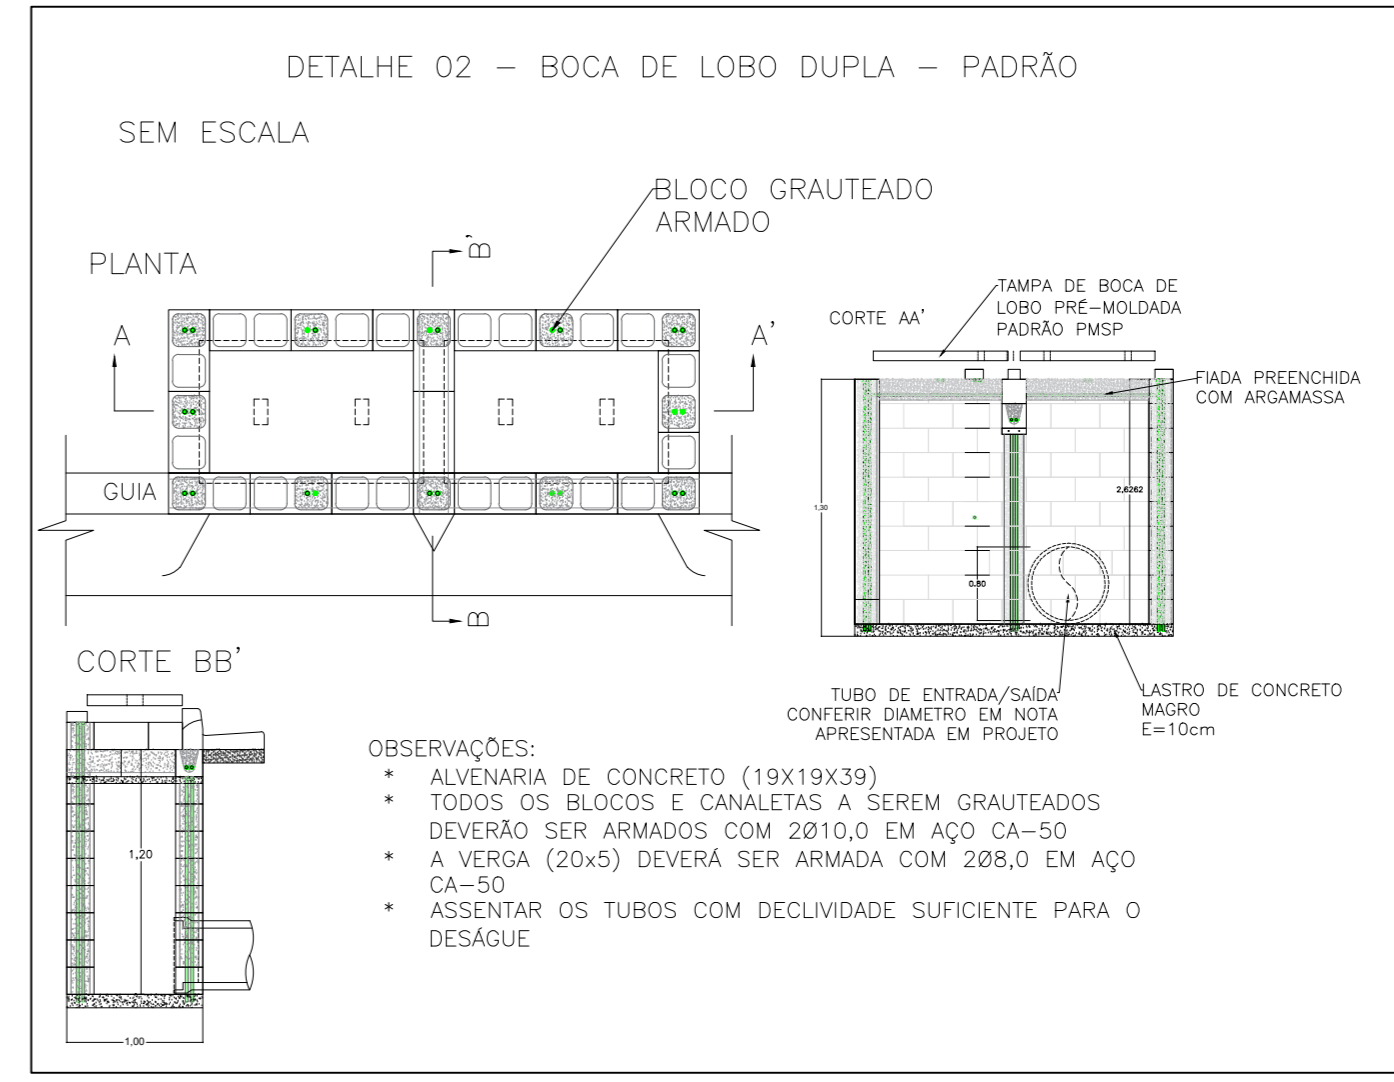 DETALHE 02 – BOCA DE LOBO DUPLA – PADRÃO
SEM ESCALA
BLOCO GRAUTEADO
ARMADO
PLANTA
B'
A
A'
GUIA
B
CORTE AA'
TAMPA DE BOCA DE
LOBO PRÉ–MOLDADA
PADRÃO PMSP
FIADA PREENCHIDA
COM ARGAMASSA
2,6262
1,30
0.80
TUBO DE ENTRADA/SAÍDA
CONFERIR DIAMETRO EM NOTA
APRESENTADA EM PROJETO
LASTRO DE CONCRETO
MAGRO
E=10cm
CORTE BB'
1,20
1,00
OBSERVAÇÕES:
* ALVENARIA DE CONCRETO (19X19X39)
* TODOS OS BLOCOS E CANALETAS A SEREM GRAUTEADOS
DEVERÃO SER ARMADOS COM 2Ø10,0 EM AÇO CA–50
* A VERGA (20x5) DEVERÁ SER ARMADA COM 2Ø8,0 EM AÇO
CA–50
* ASSENTAR OS TUBOS COM DECLIVIDADE SUFICIENTE PARA O
DESÁGUE